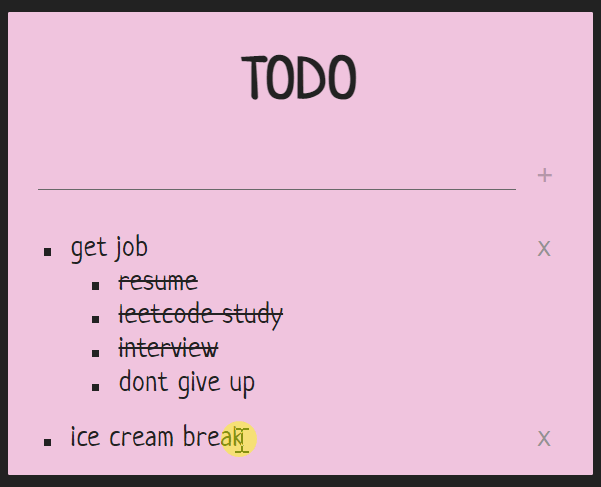 TODO
+
get job x
resume
leetcode study
interview
dont give up
ice cream break x